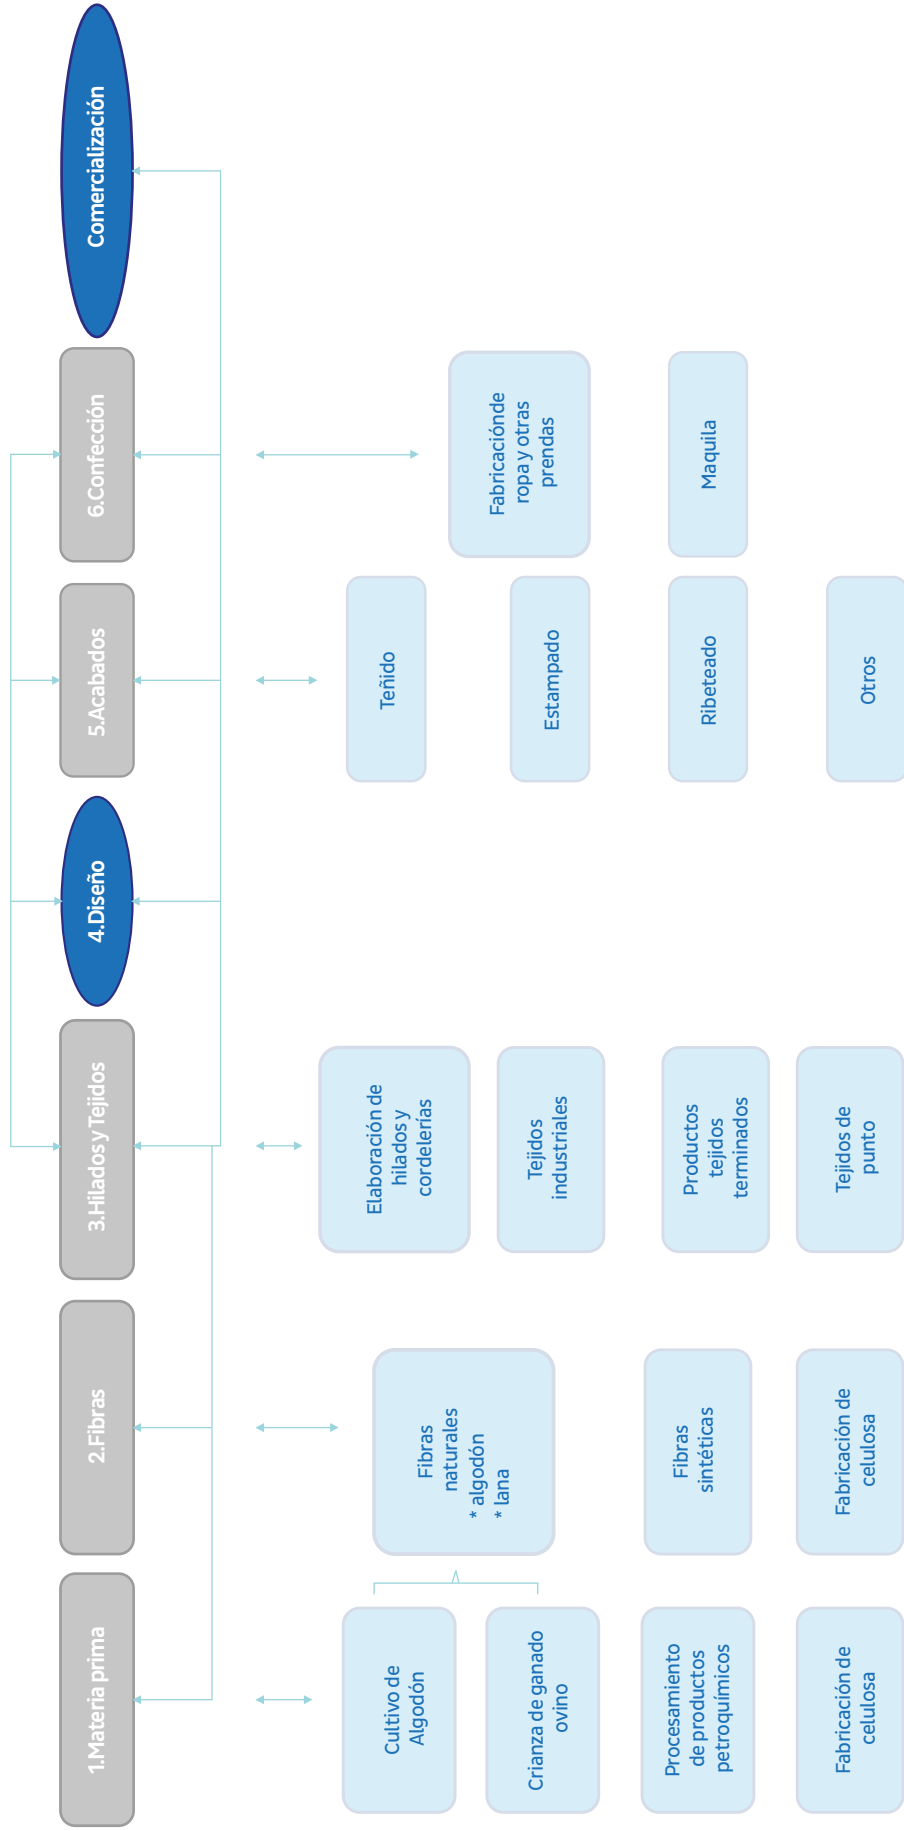 1.Materia prima
2.Fibras
3.Hilados y Tejidos
4.Diseño
5.Acabados
6.Confección
Comercialización
Cultivo de
Algodón
Crianza de ganado
ovino
Procesamiento
de productos
petroquímicos
Fabricación de
celulosa
Fibras
naturales
* algodón
* lana
Fibras
sintéticas
Fabricación de
celulosa
Elaboración de
hilados y
cordelerías
Tejidos
industriales
Productos
tejidos
terminados
Tejidos de
punto
Teñido
Estampado
Ribeteado
Otros
Fabricaciónde
ropa y otras
prendas
Maquila